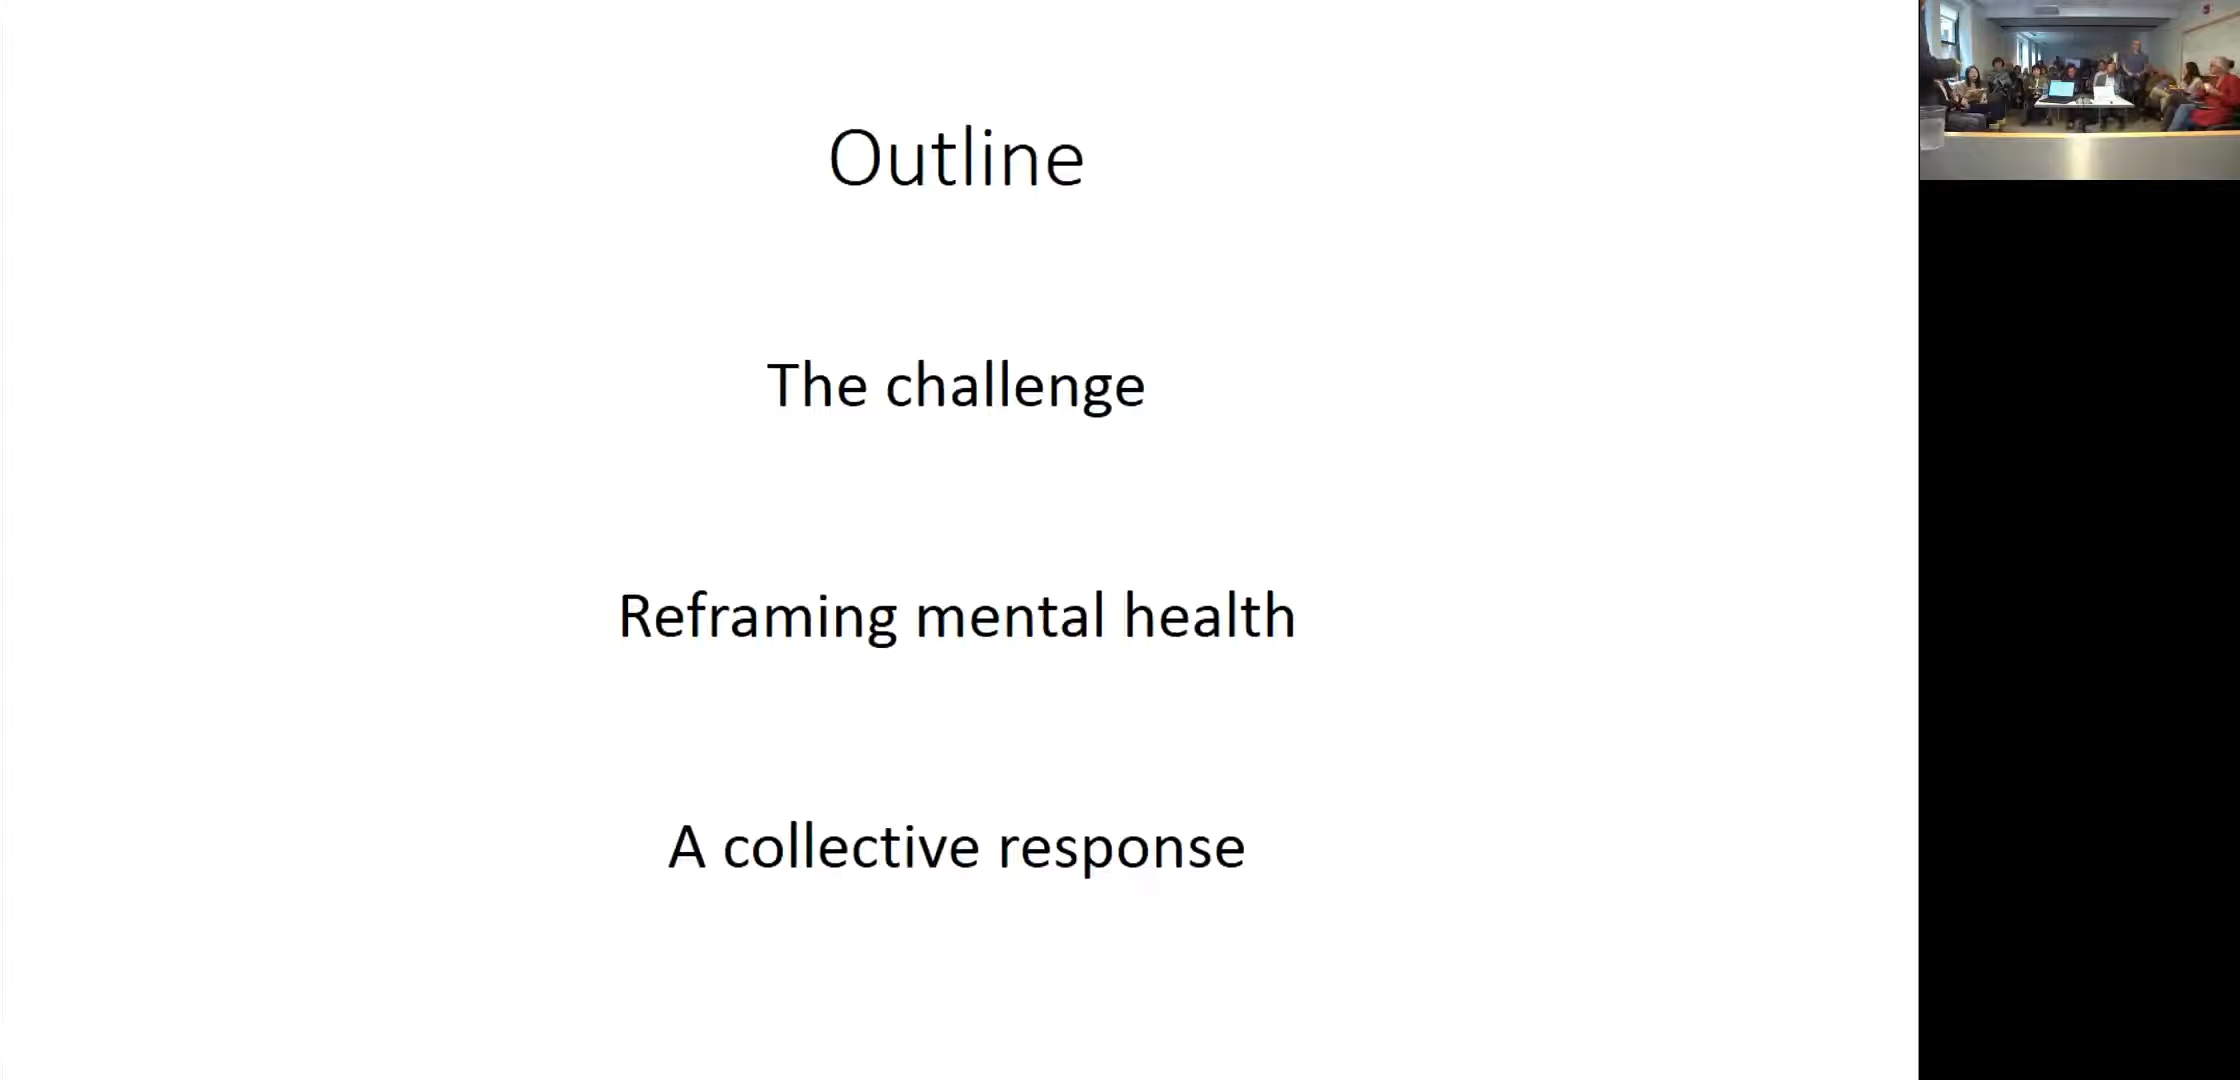 Outline
The challenge
Reframing mental health
A collective response